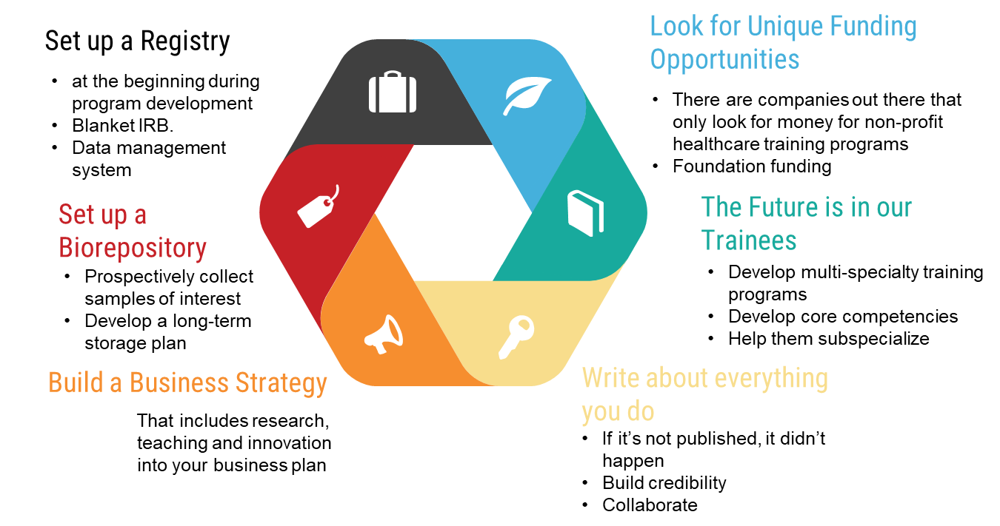 Set up a Registry
• at the beginning during
program development
• Blanket IRB.
• Data management
system
Set up a
Biorepository
• Prospectively collect
samples of interest
• Develop a long-term
storage plan
Build a Business Strategy
That includes research,
teaching and innovation
into your business plan
Look for Unique Funding
Opportunities
• There are companies out there that
only look for money for non-profit
healthcare training programs
• Foundation funding
The Future is in our
Trainees
• Develop multi-specialty training
programs
• Develop core competencies
• Help them subspecialize
Write about everything
you do
• If it’s not published, it didn’t
happen
• Build credibility
• Collaborate